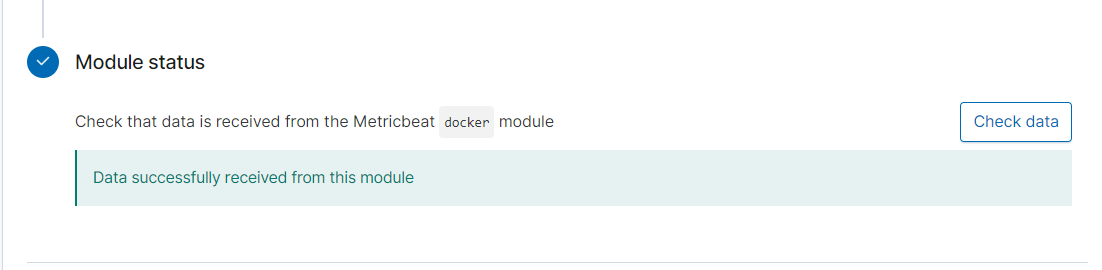 Module status
Check that data is received from the Metricbeat docker module
Check data
Data successfully received from this module